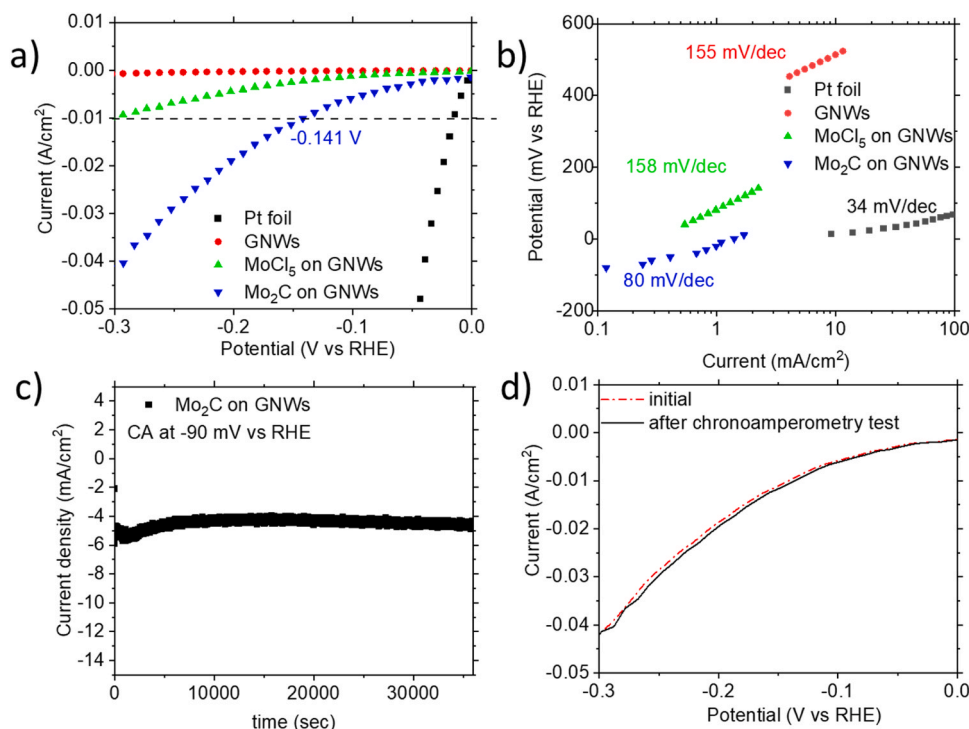 a)
0.01
0.00
-0.01
-0.02
-0.03
-0.04
-0.05
Current (A/cm²)
-0.141 V
Pt foil
GNWs
MoCl₅ on GNWs
Mo₂C on GNWs
-0.3
-0.2
-0.1
0.0
Potential (V vs RHE)
b)
600
400
200
0
-200
Potential (mV vs RHE)
155 mV/dec
Pt foil
GNWs
MoCl₅ on GNWs
Mo₂C on GNWs
158 mV/dec
34 mV/dec
80 mV/dec
0.1
1
10
100
Current (mA/cm²)
c)
4
2
0
-2
-4
-6
-8
-10
-12
-14
Current density (mA/cm²)
Mo₂C on GNWs
CA at -90 mV vs RHE
0
10000
20000
30000
time (sec)
d)
0.01
0.00
-0.01
-0.02
-0.03
-0.04
-0.05
Current (A/cm²)
initial
after chronoamperometry test
-0.3
-0.2
-0.1
0.0
Potential (V vs RHE)